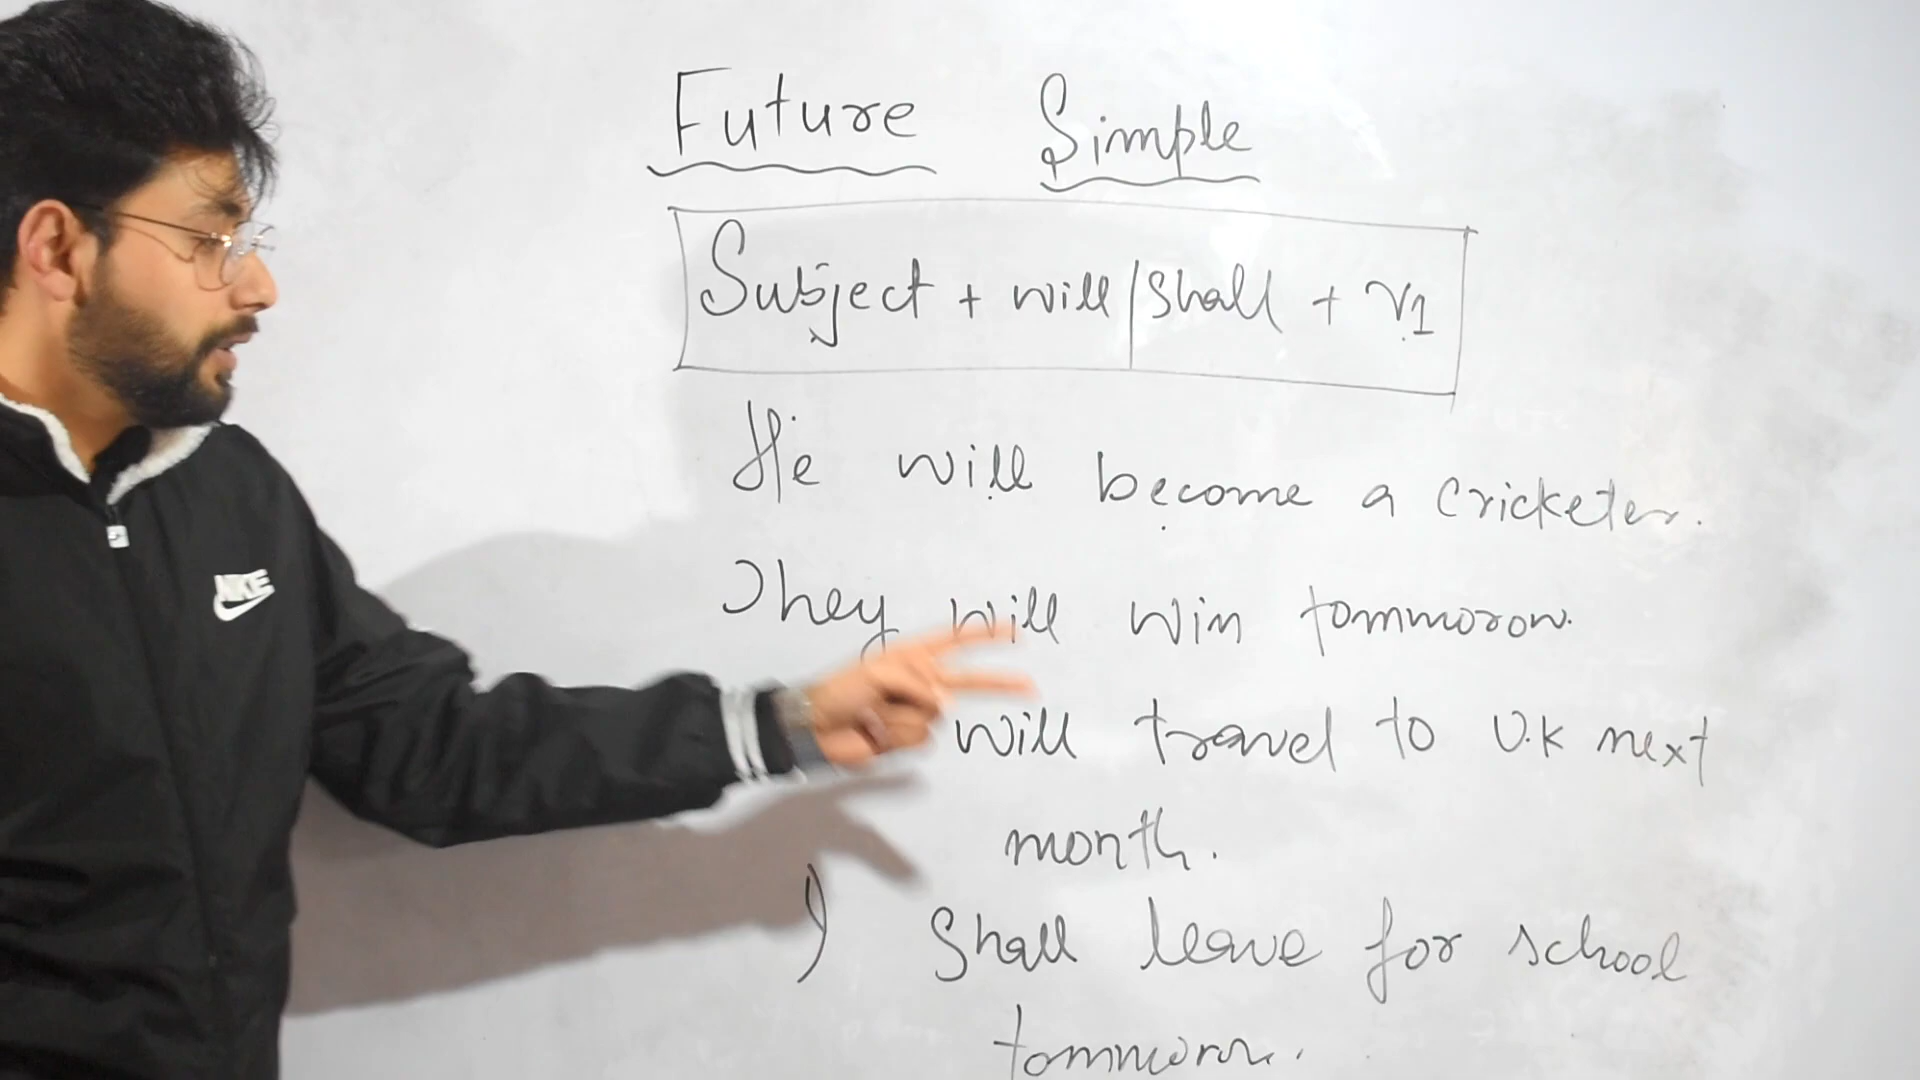 Future Simple
Subject + will/shall + V1
He will become a cricketer.
They will win tommorow.
will travel to U.K next
month.
I shall leave for school
tommorow.
NIKE